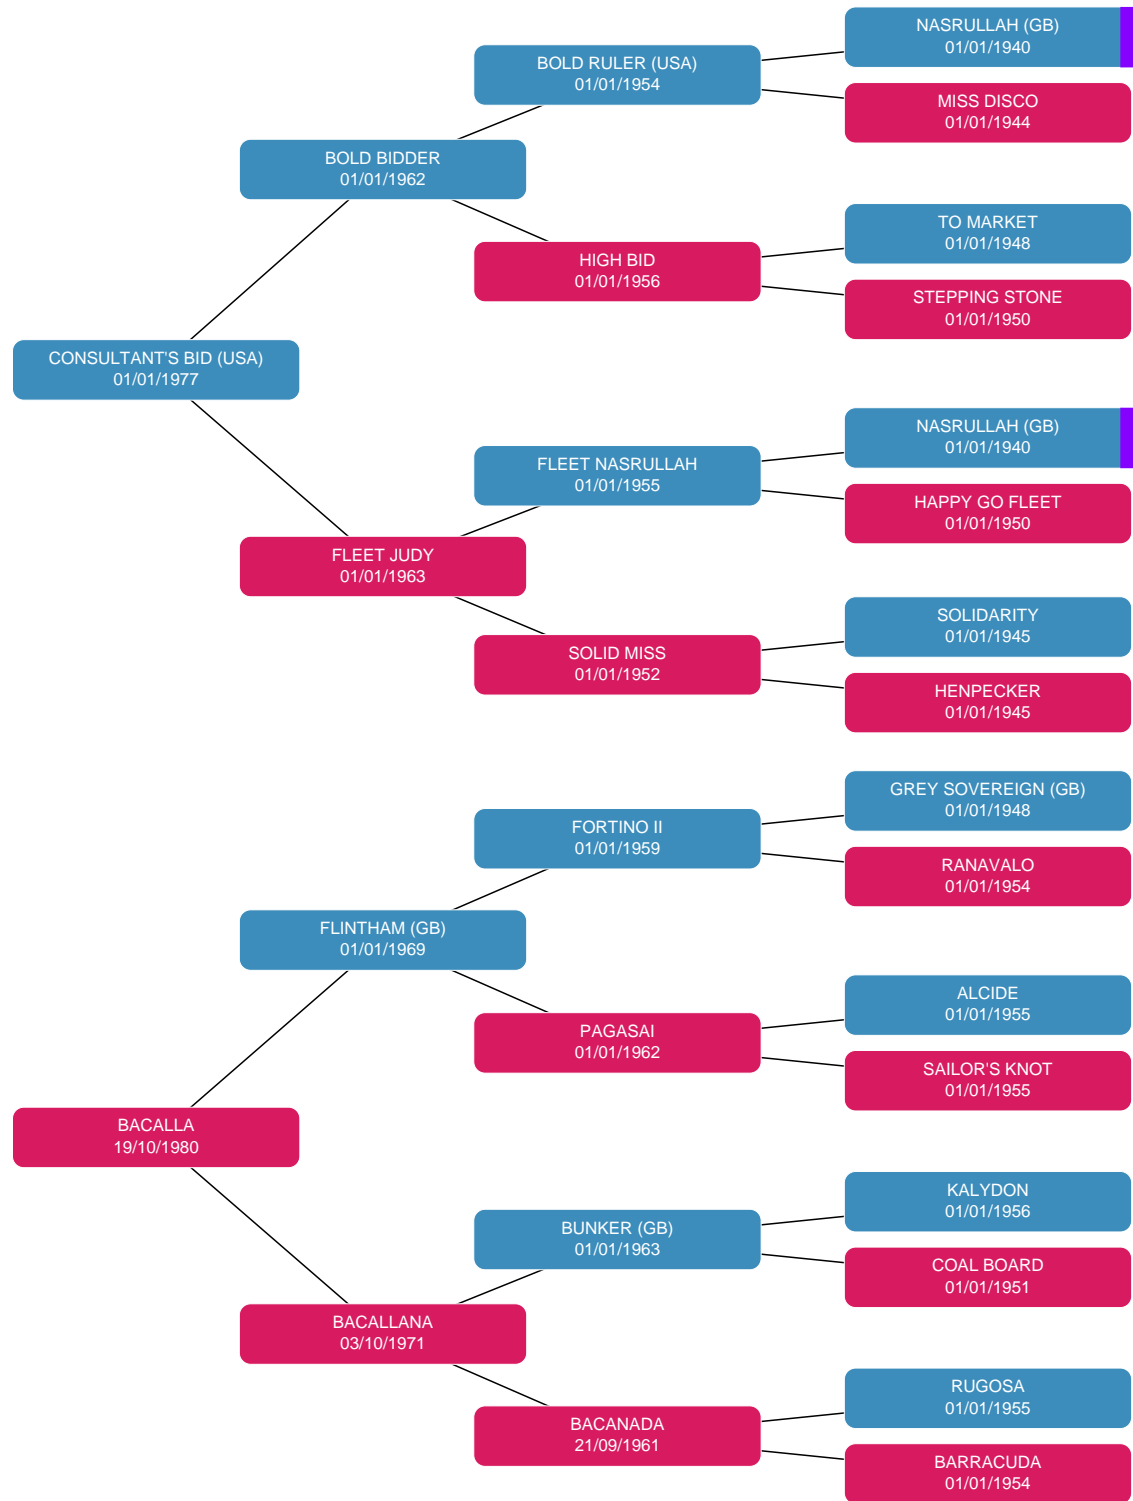 NASRULLAH (GB)
01/01/1940
BOLD RULER (USA)
01/01/1954
MISS DISCO
01/01/1944
BOLD BIDDER
01/01/1962
TO MARKET
01/01/1948
HIGH BID
01/01/1956
STEPPING STONE
01/01/1950
CONSULTANT'S BID (USA)
01/01/1977
NASRULLAH (GB)
01/01/1940
FLEET NASRULLAH
01/01/1955
HAPPY GO FLEET
01/01/1950
FLEET JUDY
01/01/1963
SOLIDARITY
01/01/1945
SOLID MISS
01/01/1952
HENPECKER
01/01/1945
GREY SOVEREIGN (GB)
01/01/1948
FORTINO II
01/01/1959
RANAVALO
01/01/1954
FLINTHAM (GB)
01/01/1969
ALCIDE
01/01/1955
PAGASAI
01/01/1962
SAILOR'S KNOT
01/01/1955
BACALLA
19/10/1980
KALYDON
01/01/1956
BUNKER (GB)
01/01/1963
COAL BOARD
01/01/1951
BACALLANA
03/10/1971
RUGOSA
01/01/1955
BACANADA
21/09/1961
BARRACUDA
01/01/1954